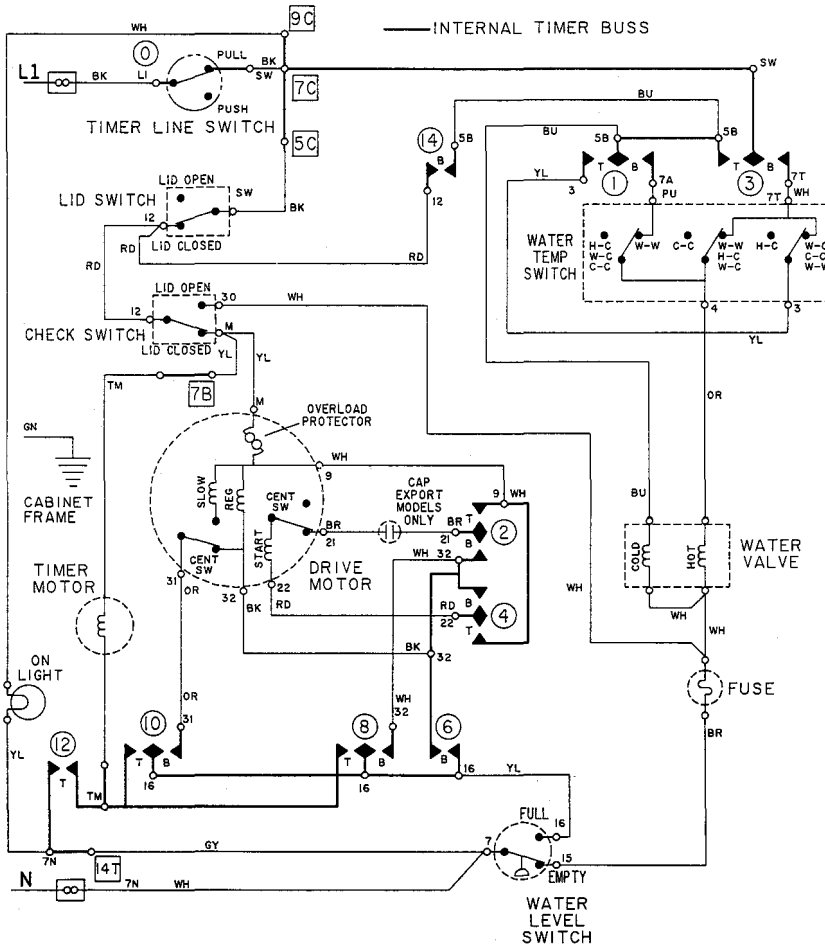 9C
INTERNAL TIMER BUSS
WH
0
PULL
BK
SW
SW
L1
BK
LI
7C
PUSH
TIMER LINE SWITCH
BU
BU
5C
14
B
5B
5B
5B
T
B
T
B
1
3
YL
3
7A
PU
7T
WH
7T
LID OPEN
LID SWITCH
SW
12
BK
LID CLOSED
RD
RD
12
RD
WATER
TEMP
SWITCH
H-C
W-C
C-C
W-W
C-C
W-W
H-C
W-C
H-C
W-C
C-C
W-W
LID OPEN
30
WH
12
M
CHECK SWITCH
LID CLOSED
YL
YL
4
3
YL
TM
7B
M
OR
OVERLOAD
PROTECTOR
GN
WH
9
SLOW
REG
CENT
SW
CAP
EXPORT
MODELS
ONLY
9
WH
T
2
B
CABINET
FRAME
BR
21
BR
21
START
BU
CENT
SW
DRIVE
MOTOR
WH
32
COLD
HOT
WATER
VALVE
TIMER
MOTOR
31
OR
32
BK
22
RD
RD
22
B
4
T
WH
WH
WH
BK
32
ON
LIGHT
FUSE
OR
31
WH
32
BR
YL
12
T
10
T
B
8
T
B
6
B
16
16
16
YL
TM
FULL
16
7N
14T
GY
7
15
EMPTY
N
7N
WH
WATER
LEVEL
SWITCH